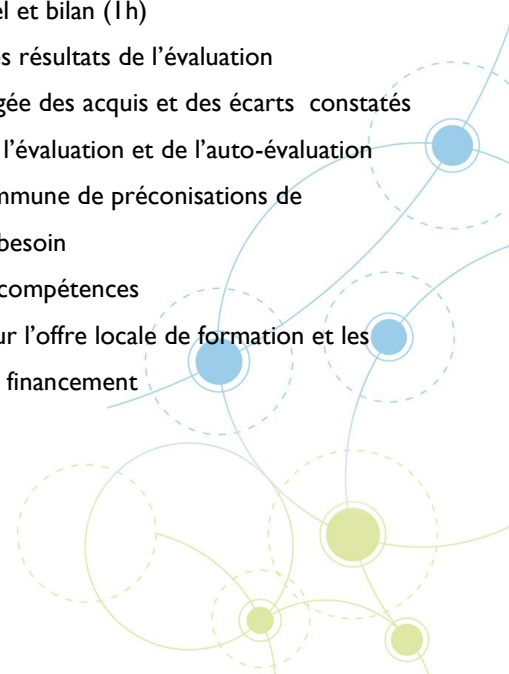 el et bilan (1h)
es résultats de l’évaluation
gée des acquis et des écarts constatés
l’évaluation et de l’auto-évaluation
mmune de préconisations de
besoin
compétences
ur l’offre locale de formation et les
financement